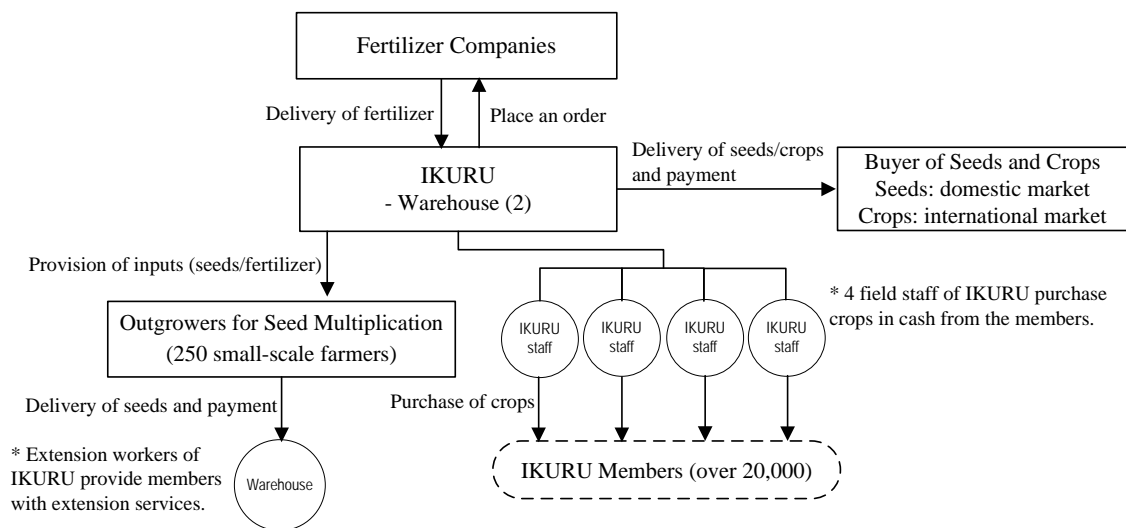 Fertilizer Companies
Delivery of fertilizer
Place an order
IKURU
- Warehouse (2)
Delivery of seeds/crops
and payment
Buyer of Seeds and Crops
Seeds: domestic market
Crops: international market
Provision of inputs (seeds/fertilizer)
Outgrowers for Seed Multiplication
(250 small-scale farmers)
IKURU
staff
IKURU
staff
IKURU
staff
IKURU
staff
* 4 field staff of IKURU purchase
crops in cash from the members.
Delivery of seeds and payment
Purchase of crops
* Extension workers of
IKURU provide members
with extension services.
Warehouse
IKURU Members (over 20,000)